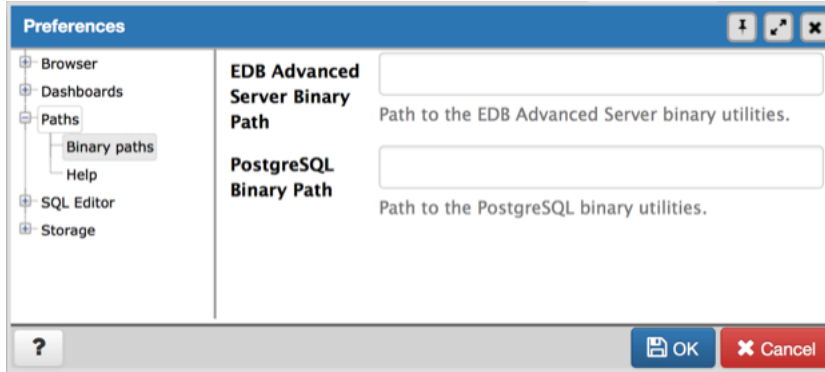 Preferences
Browser
Dashboards
Paths
Binary paths
Help
SQL Editor
Storage
EDB Advanced
Server Binary
Path
Path to the EDB Advanced Server binary utilities.
PostgreSQL
Binary Path
Path to the PostgreSQL binary utilities.
?
OK
Cancel